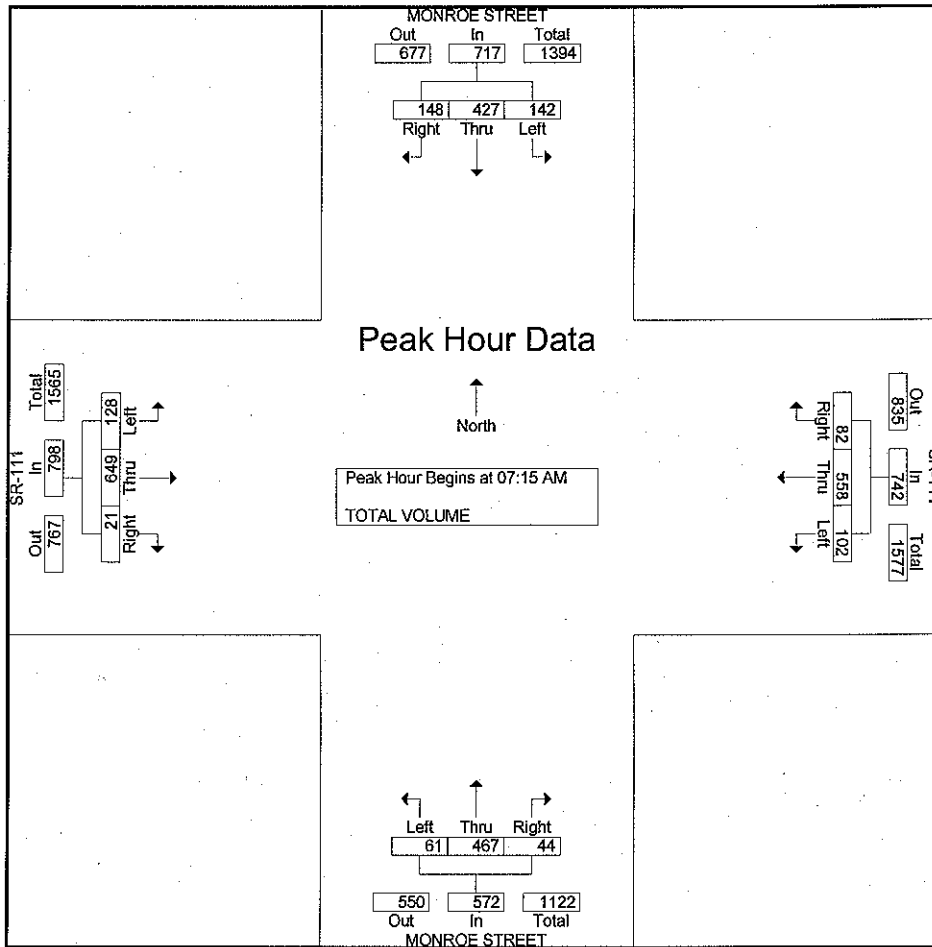 MONROE STREET
Out In Total
677 717 1394
148 427 142
Right Thru Left
Peak Hour Data
North
Peak Hour Begins at 07:15 AM
TOTAL VOLUME
SR-111
Total In Out
1565 798 767
128 649 21
Left Thru Right
Right Thru Left
82 558 102
835 742 1577
Out In Total
Left Thru Right
61 467 44
550 572 1122
Out In Total
MONROE STREET